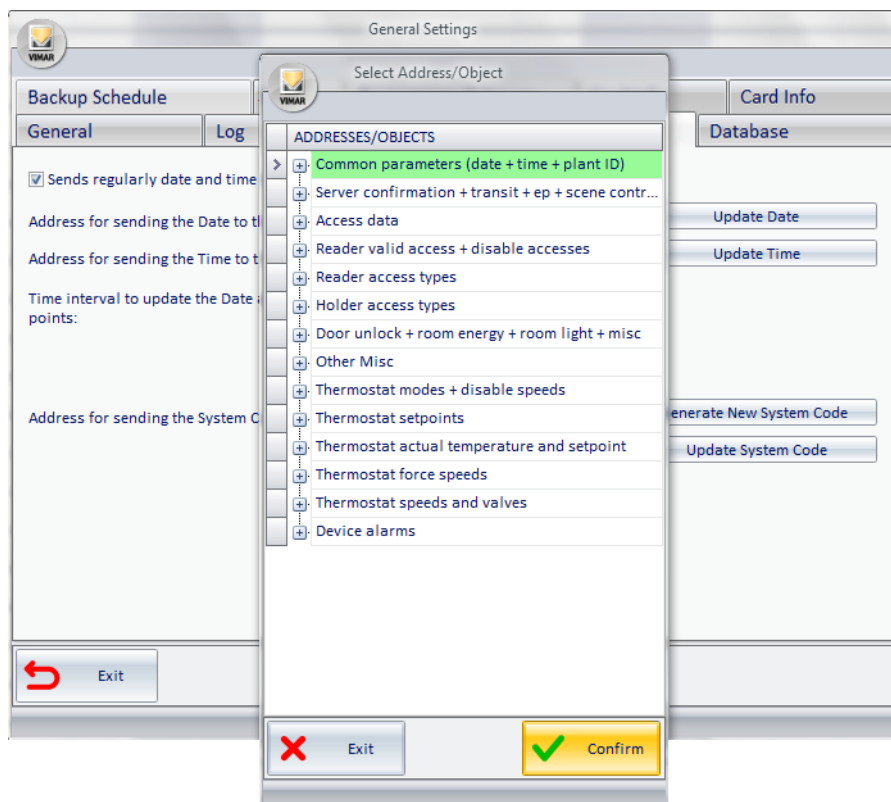 General Settings
VIMAR
Select Address/Object
VIMAR
Backup Schedule
Card Info
General
Log
Database
ADDRESSES/OBJECTS
Common parameters (date + time + plant ID)
Server confirmation + transit + ep + scene contr...
Access data
Reader valid access + disable accesses
Reader access types
Holder access types
Door unlock + room energy + room light + misc
Other Misc
Thermostat modes + disable speeds
Thermostat setpoints
Thermostat actual temperature and setpoint
Thermostat force speeds
Thermostat speeds and valves
Device alarms
Sends regularly date and time
Address for sending the Date to
Update Date
Address for sending the Time to
Update Time
Time interval to update the Date
points:
Address for sending the System
enerate New System Code
Update System Code
Exit
Exit
Confirm